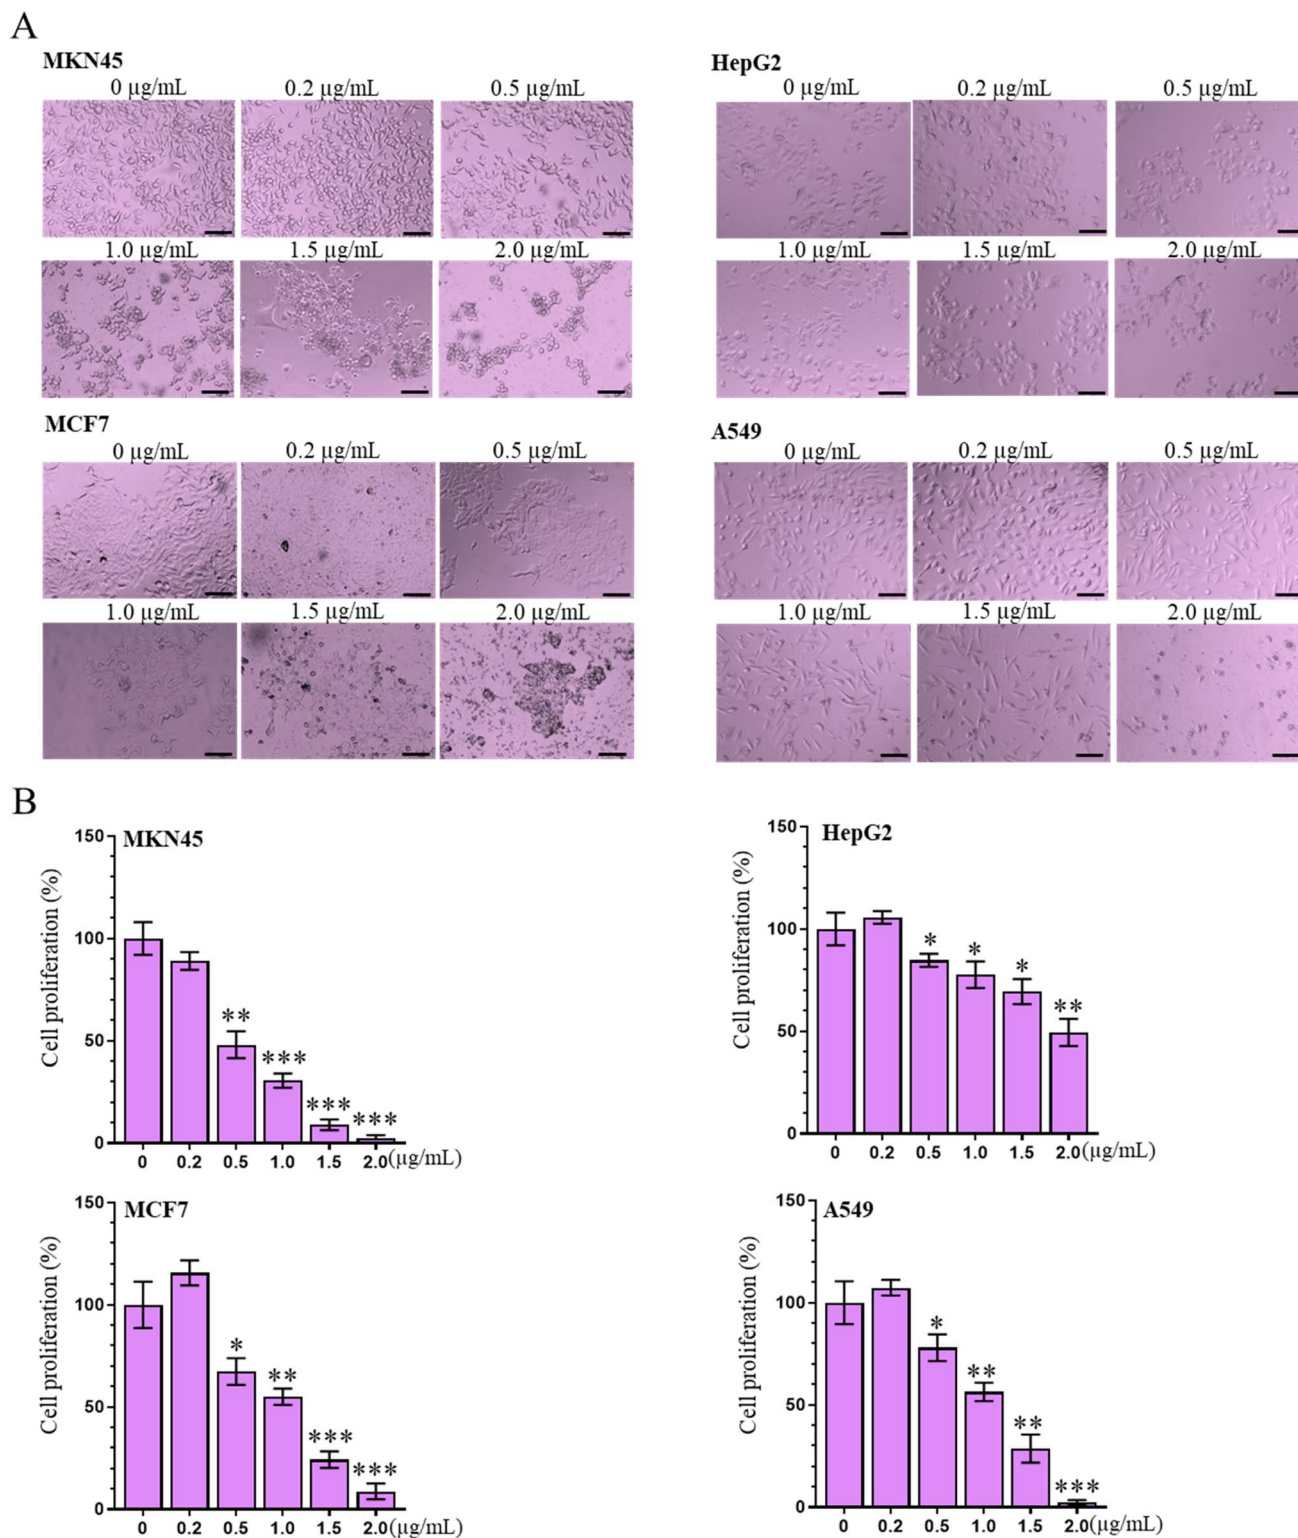 A
MKN45
0 µg/mL 0.2 µg/mL 0.5 µg/mL
1.0 µg/mL 1.5 µg/mL 2.0 µg/mL
HepG2
0 µg/mL 0.2 µg/mL 0.5 µg/mL
1.0 µg/mL 1.5 µg/mL 2.0 µg/mL
MCF7
0 µg/mL 0.2 µg/mL 0.5 µg/mL
1.0 µg/mL 1.5 µg/mL 2.0 µg/mL
A549
0 µg/mL 0.2 µg/mL 0.5 µg/mL
1.0 µg/mL 1.5 µg/mL 2.0 µg/mL
B
MKN45
Cell proliferation (%)
150
100
50
0
** *** *** ***
0 0.2 0.5 1.0 1.5 2.0 (µg/mL)
HepG2
Cell proliferation (%)
150
100
50
0
* * * **
0 0.2 0.5 1.0 1.5 2.0 (µg/mL)
MCF7
Cell proliferation (%)
150
100
50
0
* ** *** ***
0 0.2 0.5 1.0 1.5 2.0 (µg/mL)
A549
Cell proliferation (%)
150
100
50
0
* ** ** ***
0 0.2 0.5 1.0 1.5 2.0 (µg/mL)